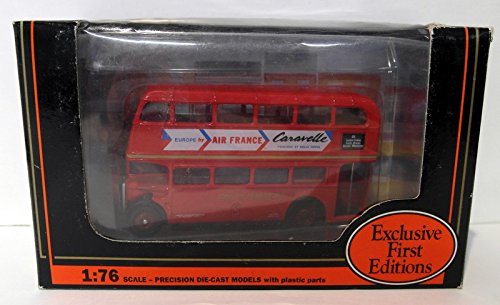 EUROPE by AIR FRANCE Caravelle
Exclusive
First
Editions
1:76 SCALE – PRECISION DIE-CAST MODELS with plastic parts